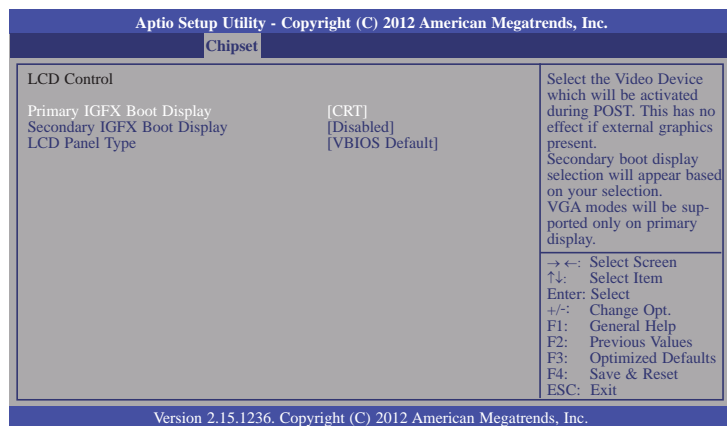 Aptio Setup Utility - Copyright (C) 2012 American Megatrends, Inc.
Chipset
LCD Control
Primary IGFX Boot Display [CRT]
Secondary IGFX Boot Display [Disabled]
LCD Panel Type [VBIOS Default]
Select the Video Device
which will be activated
during POST. This has no
effect if external graphics
present.
Secondary boot display
selection will appear based
on your selection.
VGA modes will be sup-
ported only on primary
display.
→←: Select Screen
↑↓: Select Item
Enter: Select
+/-: Change Opt.
F1: General Help
F2: Previous Values
F3: Optimized Defaults
F4: Save & Reset
ESC: Exit
Version 2.15.1236. Copyright (C) 2012 American Megatrends, Inc.